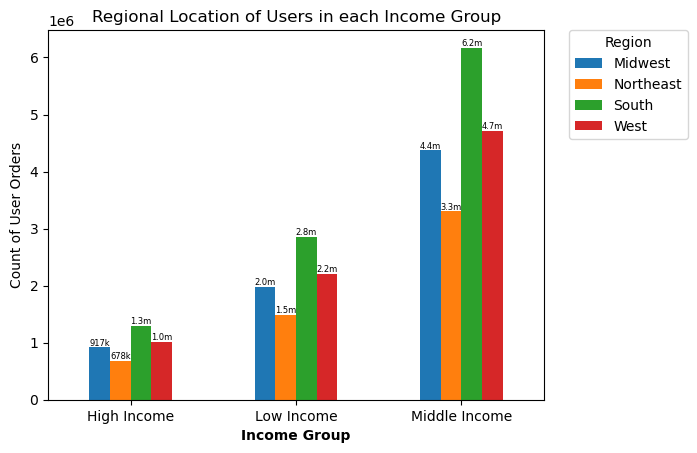 Regional Location of Users in each Income Group
1e6
Region
Midwest
Northeast
South
West
Count of User Orders
6
5
4
3
2
1
0
917k
678k
1.3m
1.0m
2.0m
1.5m
2.8m
2.2m
4.4m
3.3m
6.2m
4.7m
High Income
Low Income
Middle Income
Income Group